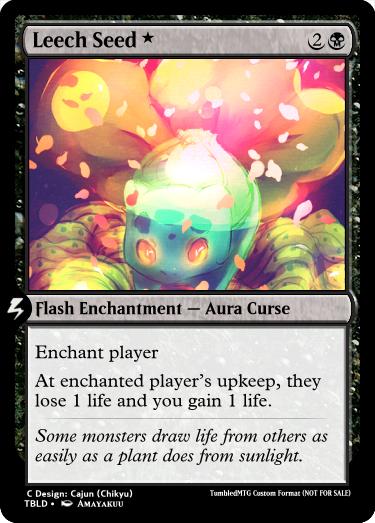 Leech Seed ★ 2
Flash Enchantment — Aura Curse
Enchant player
At enchanted player's upkeep, they
lose 1 life and you gain 1 life.
Some monsters draw life from others as
easily as a plant does from sunlight.
C Design: Cajun (Chikyu)
TBLD • AMAYAKUU
TumbledMTG Custom Format (NOT FOR SALE)